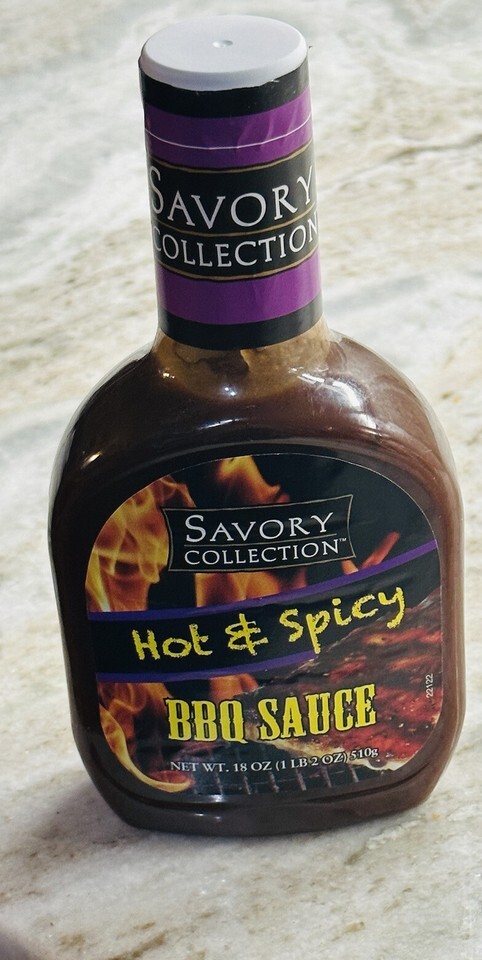 SAVORY
COLLECTION
SAVORY
COLLECTION™
Hot & Spicy
BBQ SAUCE
NET WT. 18 OZ (1 LB 2 OZ) 510g
22122